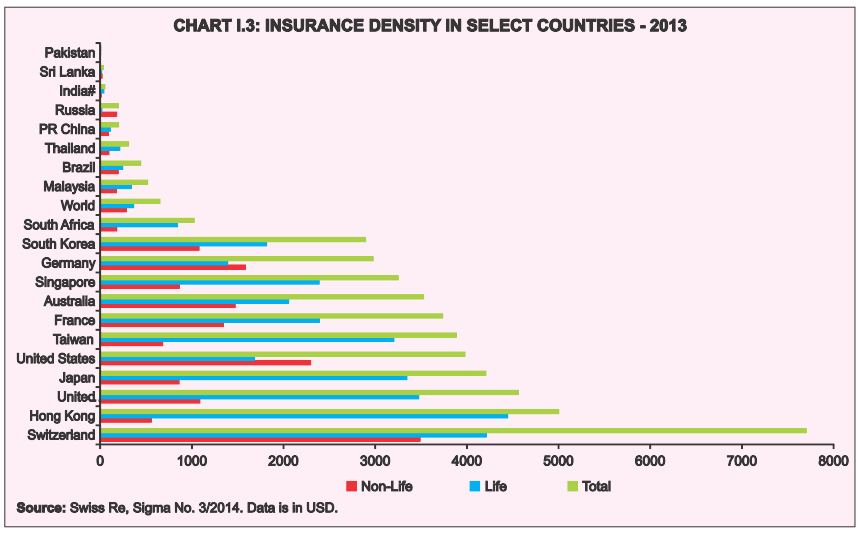 CHART I.3: INSURANCE DENSITY IN SELECT COUNTRIES - 2013
Pakistan
Sri Lanka
India#
Russia
PR China
Thailand
Brazil
Malaysia
World
South Africa
South Korea
Germany
Singapore
Australia
France
Taiwan
United States
Japan
United
Hong Kong
Switzerland
0 1000 2000 3000 4000 5000 6000 7000 8000
Non-Life Life Total
Source: Swiss Re, Sigma No. 3/2014. Data is in USD.